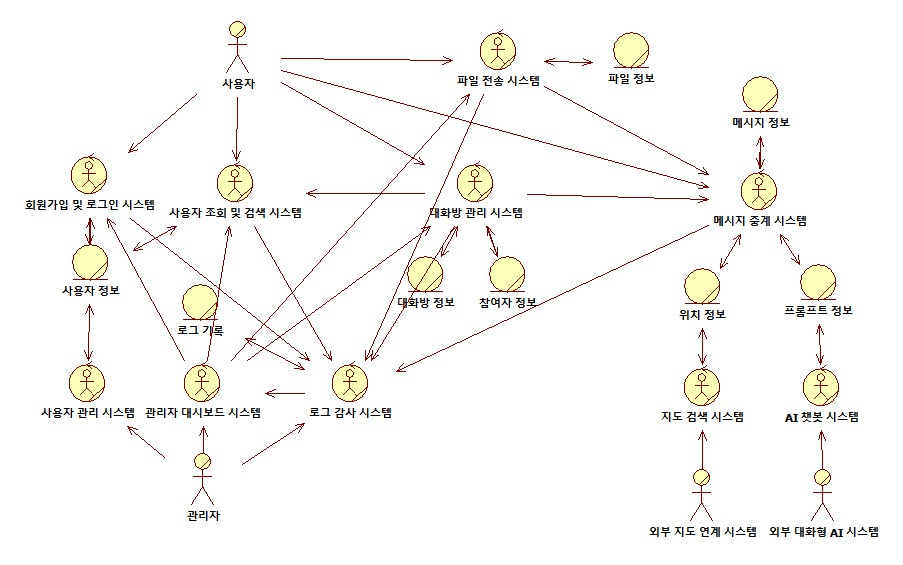 사용자
파일 전송 시스템
파일 정보
메시지 정보
회원가입 및 로그인 시스템
사용자 조회 및 검색 시스템
대화방 관리 시스템
메시지 중계 시스템
사용자 정보
대화방 정보
참여자 정보
위치 정보
프롬프트 정보
로그 기록
사용자 관리 시스템
관리자 대시보드 시스템
로그 감사 시스템
지도 검색 시스템
AI 챗봇 시스템
관리자
외부 지도 연계 시스템
외부 대화형 AI 시스템